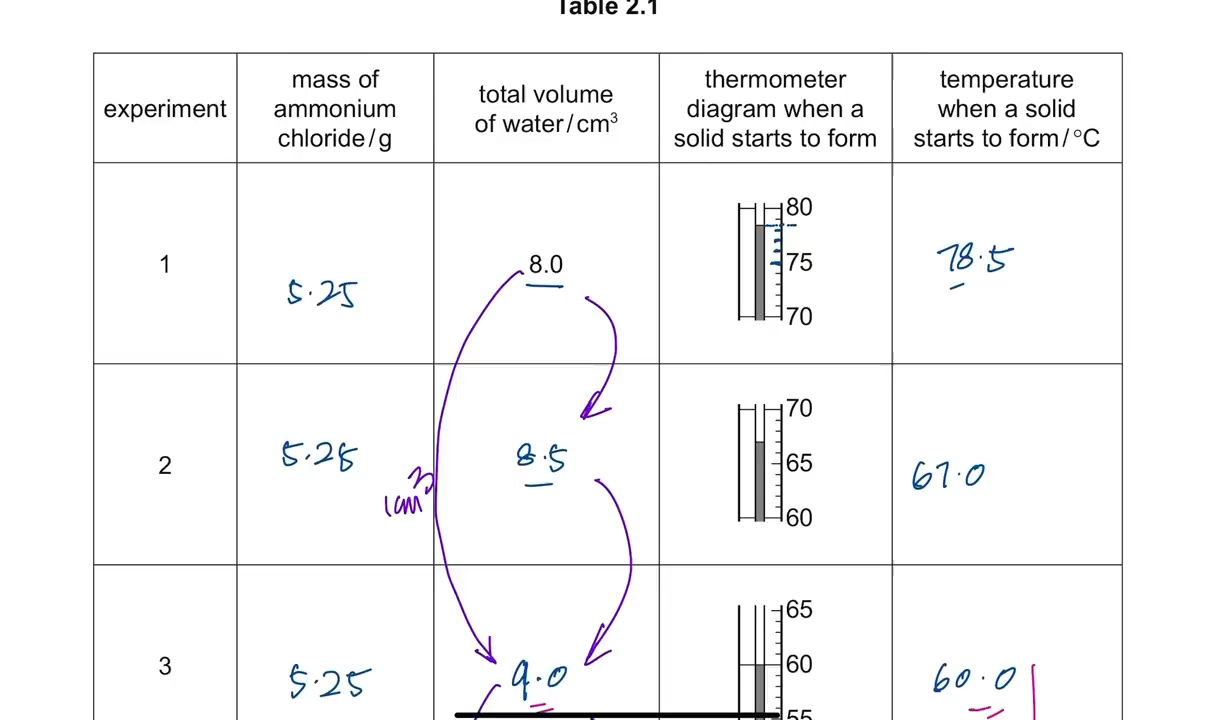 Table 2.1
experiment
mass of
ammonium
chloride / g
total volume
of water / cm³
thermometer
diagram when a
solid starts to form
temperature
when a solid
starts to form / °C
1
5.25
8.0
80
75
70
78.5
2
5.25
8.5
70
65
60
67.0
1cm³
3
5.25
9.0
65
60
55
60.0